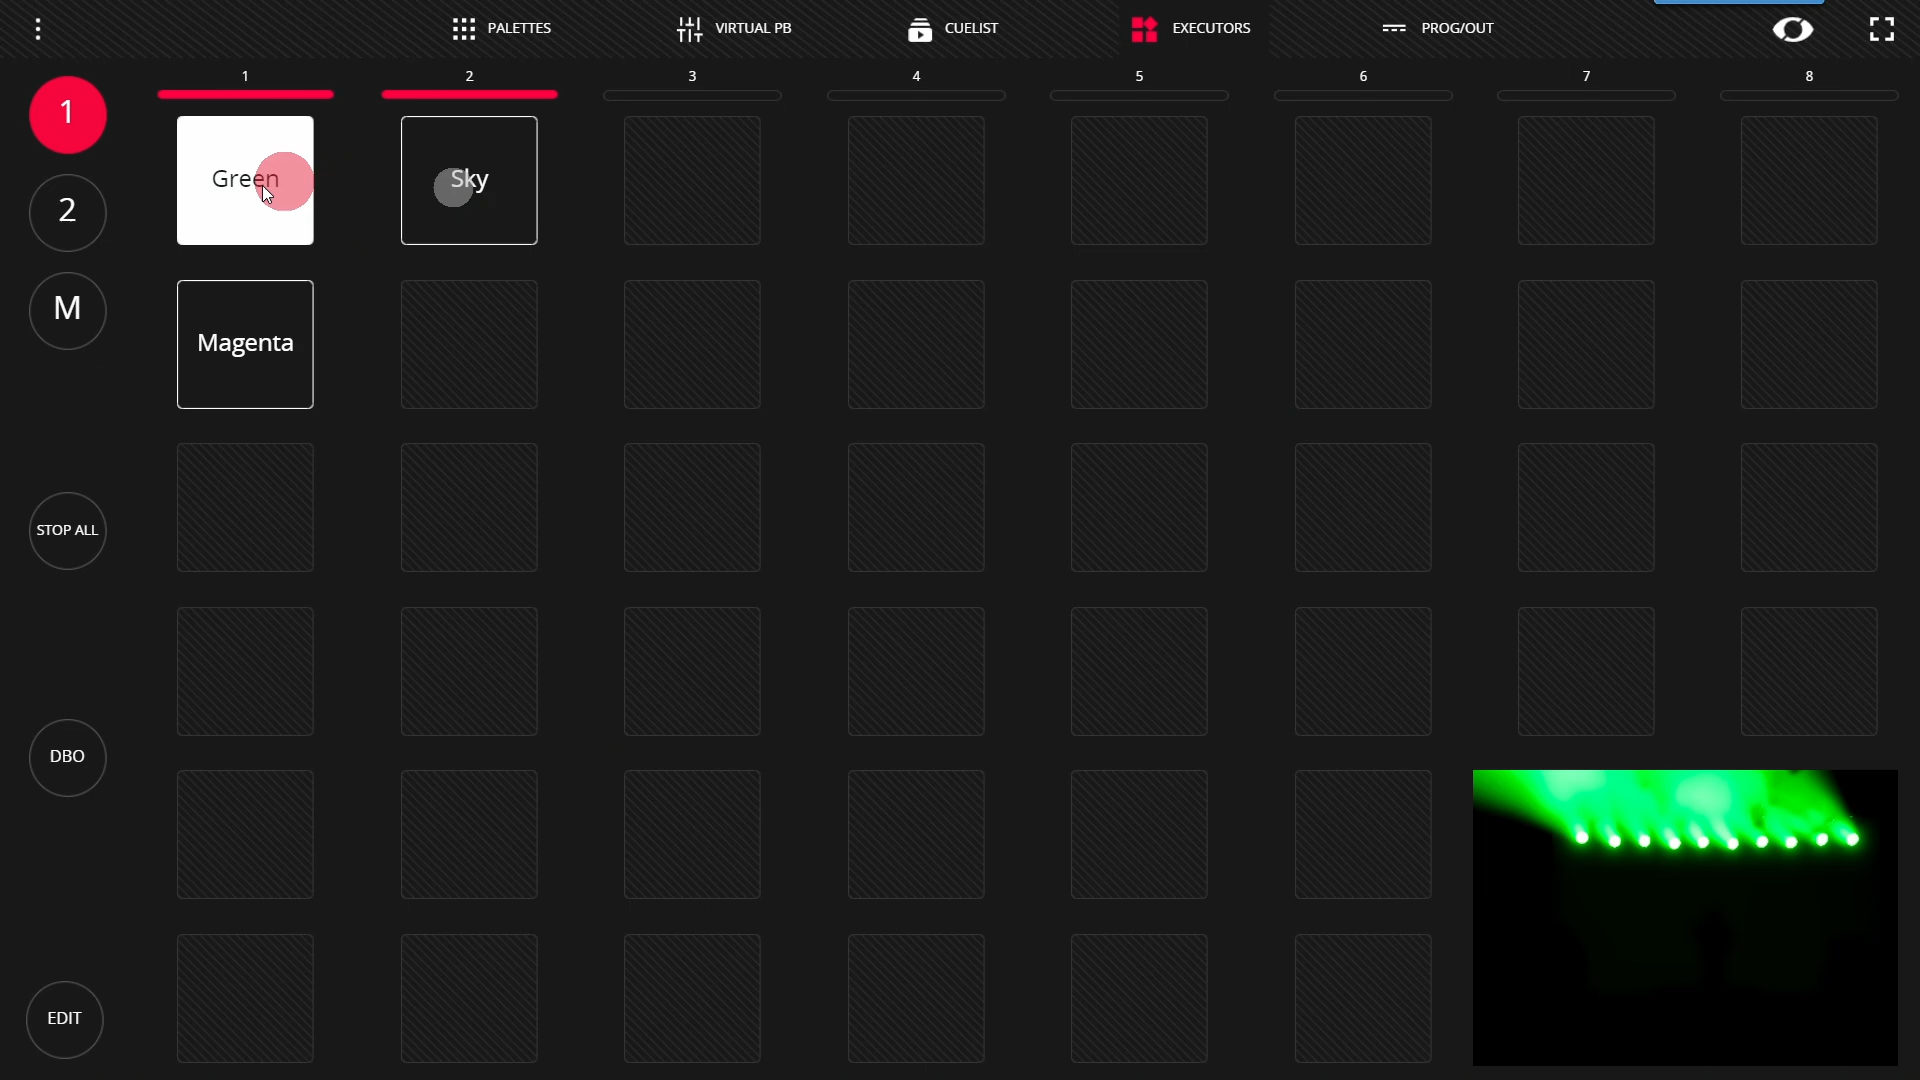 PALETTES
VIRTUAL PB
CUELIST
EXECUTORS
PROG/OUT
1 2 3 4 5 6 7 8
1
Green
Sky
2
M
Magenta
STOP ALL
DBO
EDIT